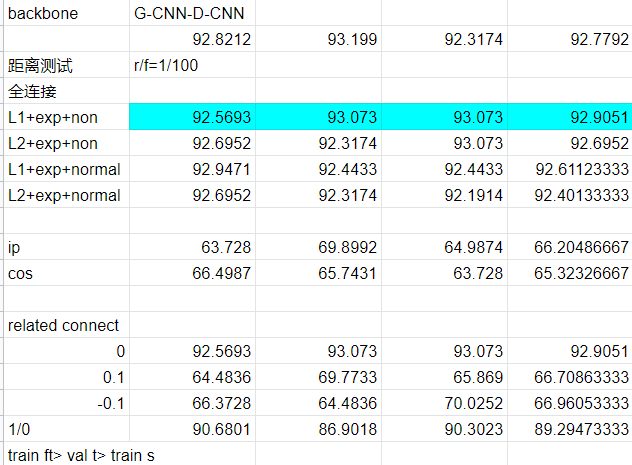 backbone G-CNN-D-CNN
92.8212 93.199 92.3174 92.7792
距离测试 r/f=1/100
全连接
L1+exp+non 92.5693 93.073 93.073 92.9051
L2+exp+non 92.6952 92.3174 93.073 92.6952
L1+exp+normal 92.9471 92.4433 92.4433 92.61123333
L2+exp+normal 92.6952 92.3174 92.1914 92.40133333
ip 63.728 69.8992 64.9874 66.20486667
cos 66.4987 65.7431 63.728 65.32326667
related connect
0 92.5693 93.073 93.073 92.9051
0.1 64.4836 69.7733 65.869 66.70863333
-0.1 66.3728 64.4836 70.0252 66.96053333
1/0 90.6801 86.9018 90.3023 89.29473333
train ft> val t> train s